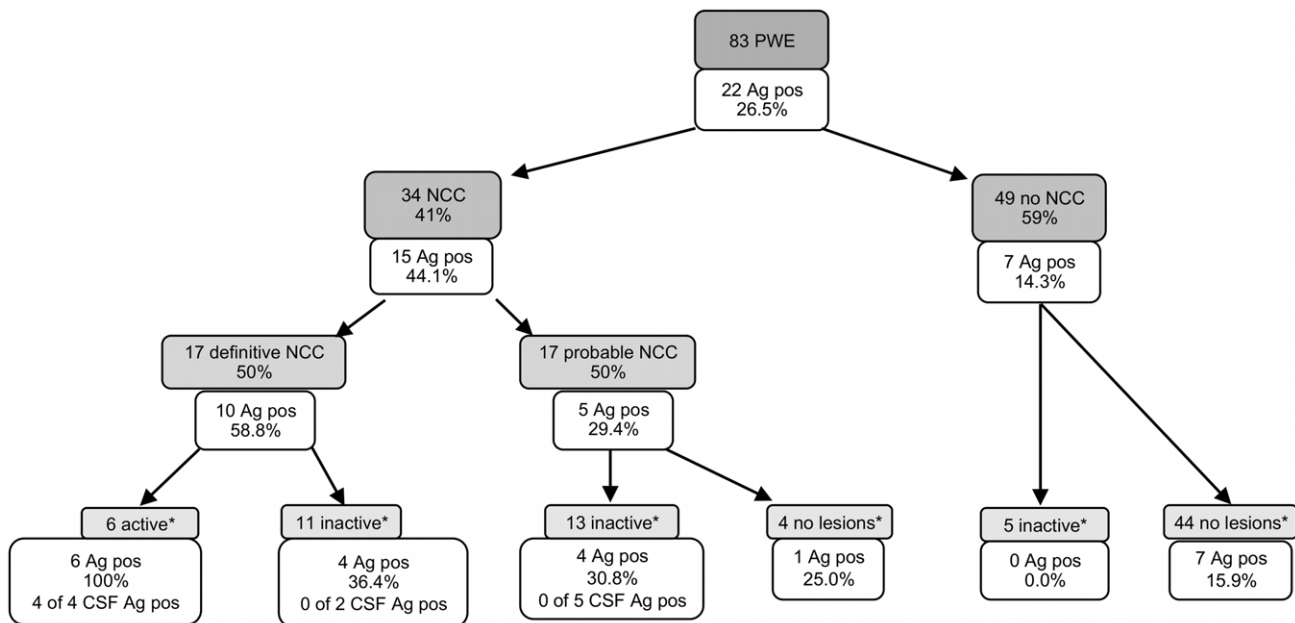 83 PWE
22 Ag pos
26.5%
34 NCC
41%
15 Ag pos
44.1%
49 no NCC
59%
7 Ag pos
14.3%
17 definitive NCC
50%
10 Ag pos
58.8%
17 probable NCC
50%
5 Ag pos
29.4%
6 active*
6 Ag pos
100%
4 of 4 CSF Ag pos
11 inactive*
4 Ag pos
36.4%
0 of 2 CSF Ag pos
13 inactive*
4 Ag pos
30.8%
0 of 5 CSF Ag pos
4 no lesions*
1 Ag pos
25.0%
5 inactive*
0 Ag pos
0.0%
44 no lesions*
7 Ag pos
15.9%